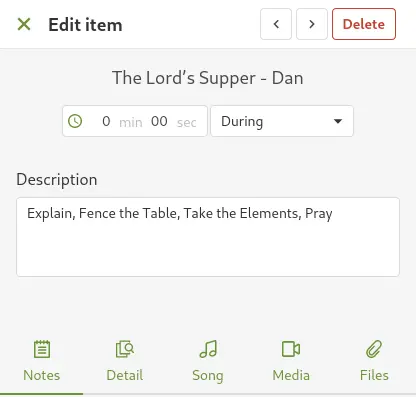 Edit item
Delete
The Lord’s Supper - Dan
0 min 00 sec
During
Description
Explain, Fence the Table, Take the Elements, Pray
Notes
Detail
Song
Media
Files